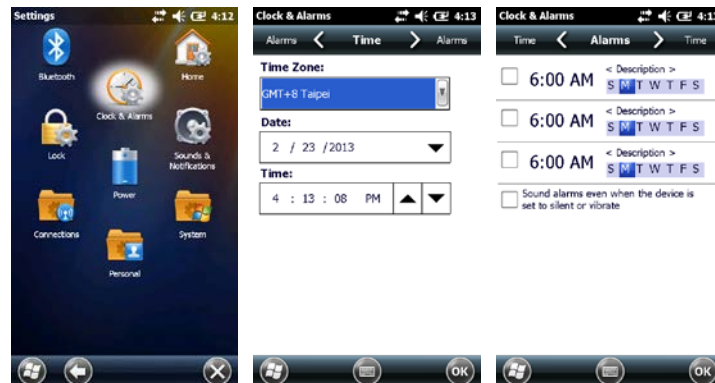 Settings 4:12
Bluetooth
Home
Clock & Alarms
Lock
Sounds &
Notifications
Power
Connections
System
Personal
Clock & Alarms 4:13
Alarms Time Alarms
Time Zone:
GMT+8 Taipei
Date:
2 / 23 /2013
Time:
4 : 13 : 08 PM
OK
Clock & Alarms
Time Alarms Time
< Description >
6:00 AM S M T W T F S
< Description >
6:00 AM S M T W T F S
< Description >
6:00 AM S M T W T F S
Sound alarms even when the device is
set to silent or vibrate
OK